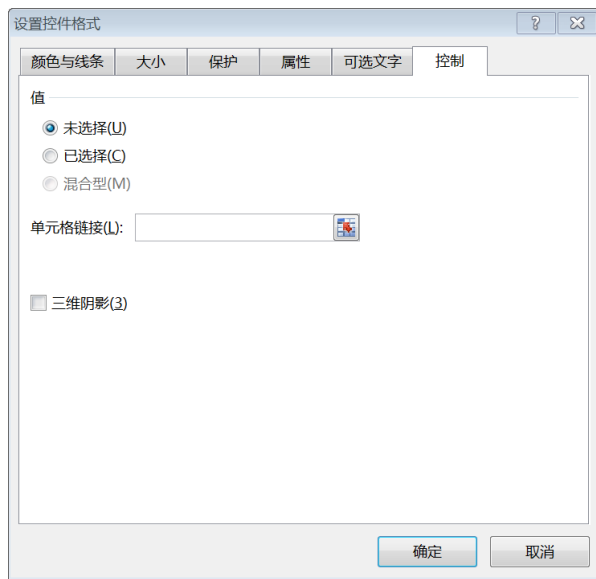 设置控件格式
颜色与线条 大小 保护 属性 可选文字 控制
值
未选择(U)
已选择(C)
混合型(M)
单元格链接(L):
三维阴影(3)
确定 取消